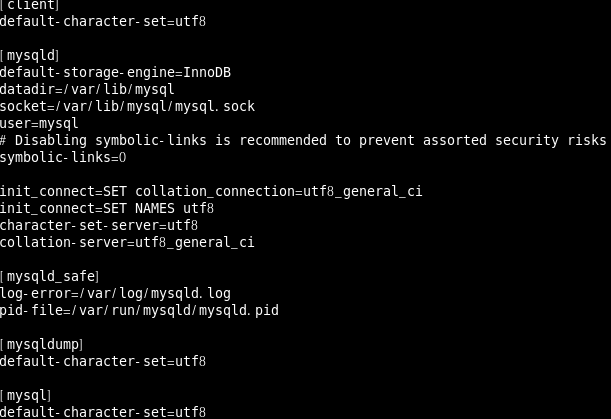 [client]
default-character-set=utf8
[mysqld]
default-storage-engine=InnoDB
datadir=/var/lib/mysql
socket=/var/lib/mysql/mysql.sock
user=mysql
# Disabling symbolic-links is recommended to prevent assorted security risks
symbolic-links=0
init_connect=SET collation_connection=utf8_general_ci
init_connect=SET NAMES utf8
character-set-server=utf8
collation-server=utf8_general_ci
[mysqld_safe]
log-error=/var/log/mysqld.log
pid-file=/var/run/mysqld/mysqld.pid
[mysqldump]
default-character-set=utf8
[mysql]
default-character-set=utf8